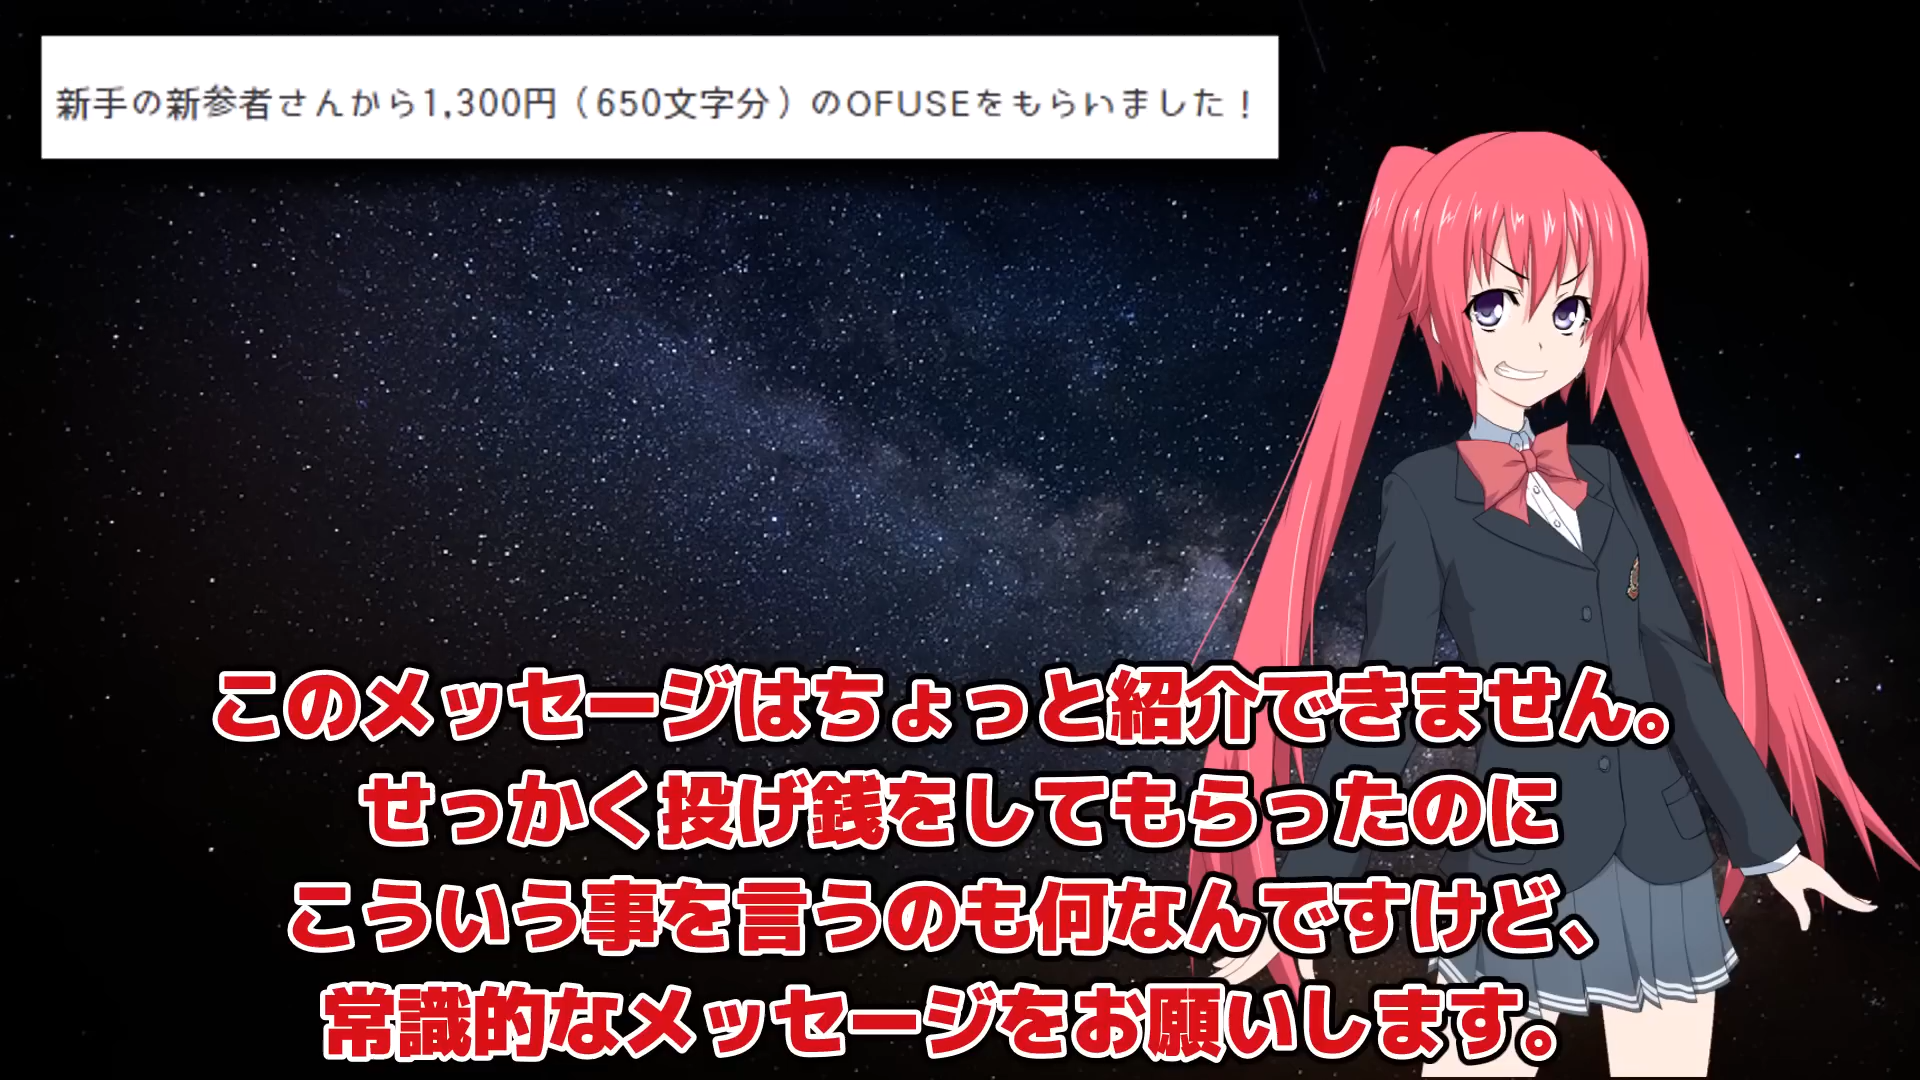 新手の新参者さんから1,300円（650文字分）のOFUSEをもらいました！
このメッセージはちょっと紹介できません。
せっかく投げ銭をしてもらったのに
こういう事を言うのも何なんですけど、
常識的なメッセージをお願いします。